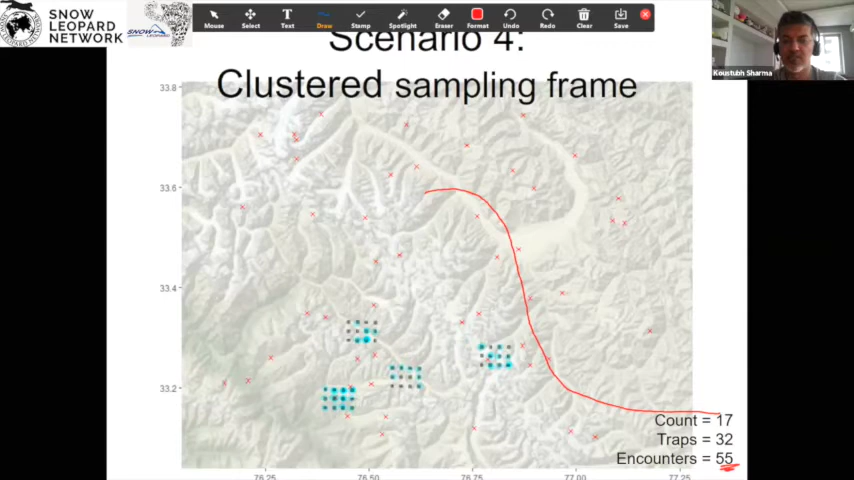 SNOW
LEOPARD
NETWORK
SNOW
LEOPARD
Mouse
Select
Text
Draw
Stamp
Spotlight
Eraser
Format
Undo
Redo
Clear
Save
Koustubh Sharma
Scenario 4:
Clustered sampling frame
33.8
33.6
33.4
33.2
76.25
76.50
76.75
77.00
77.25
Count = 17
Traps = 32
Encounters = 55